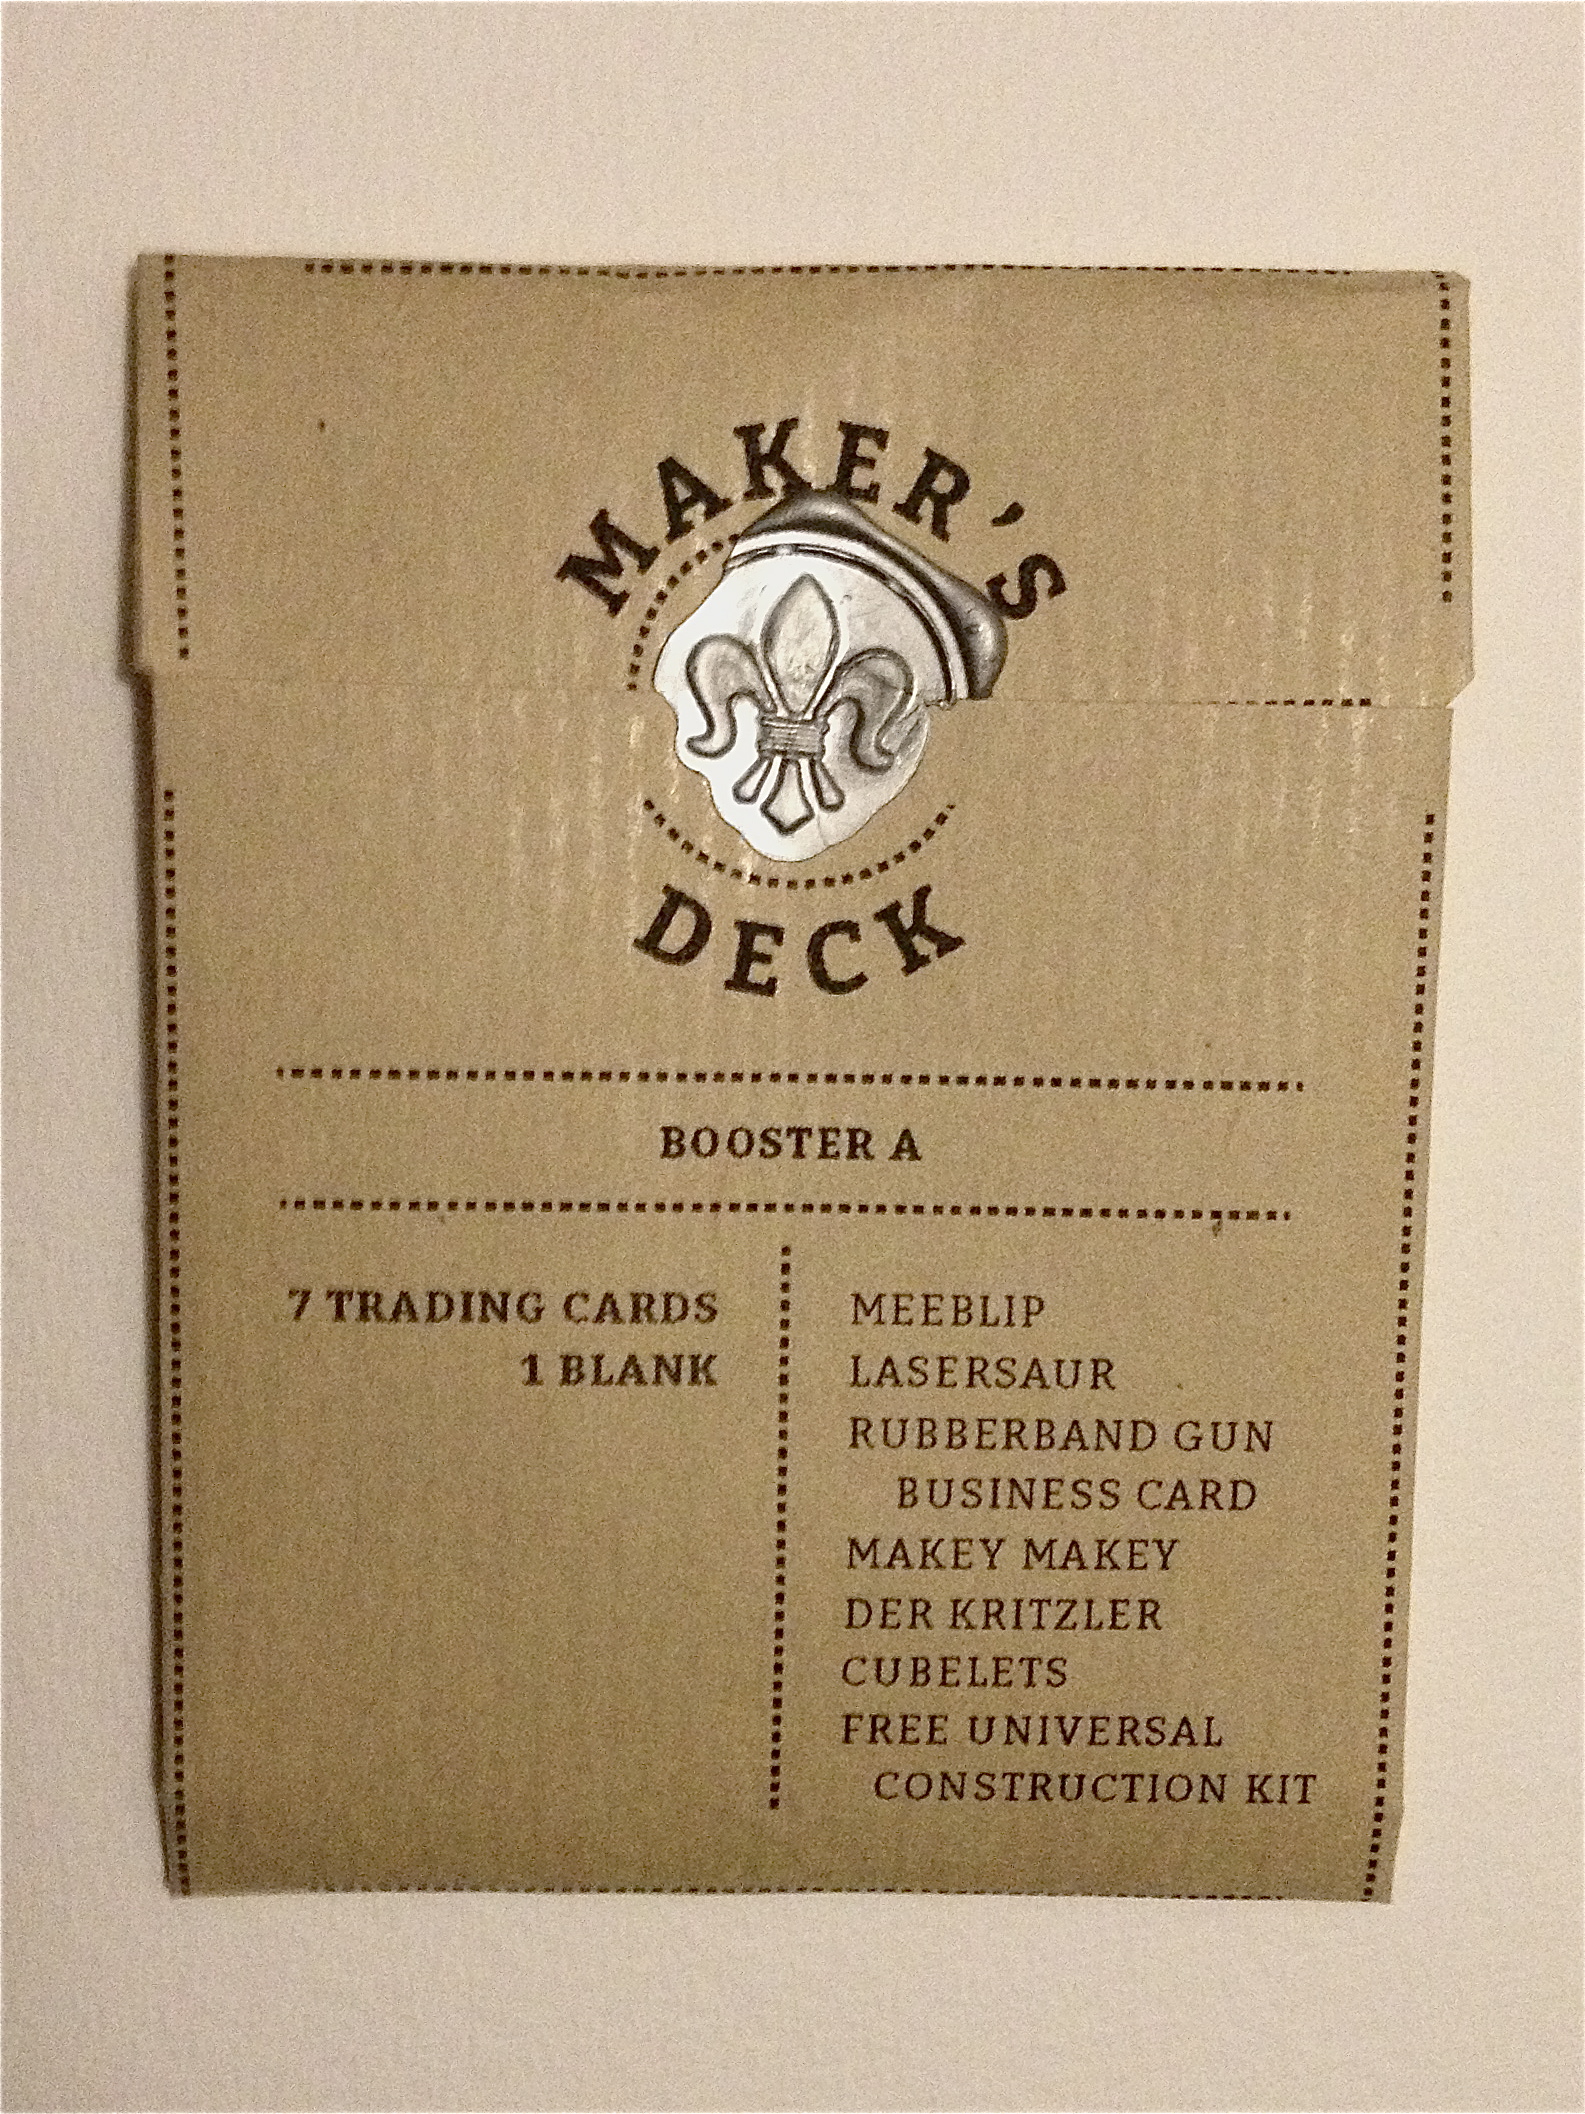 MAKER'S
DECK
BOOSTER A
7 TRADING CARDS
1 BLANK
MEEBLIP
LASERSAUR
RUBBERBAND GUN
BUSINESS CARD
MAKEY MAKEY
DER KRITZLER
CUBELETS
FREE UNIVERSAL
CONSTRUCTION KIT